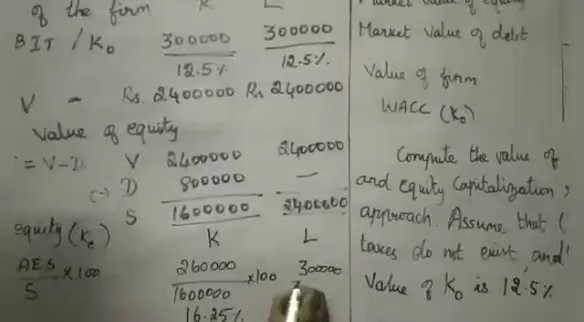 of the firm K L
BIT / K₀ 300000 300000
12.5% 12.5%
V = Rs. 2400000 Rs 2400000
Value of equity
= V-D V 2400000 2400000
(-) D 800000 —
S 1600000 2400000
equity (Ke) K L
AES x100 260000 x100 300000
S 1600000
16.25%
Market value of debt
Value of firm
WACC (K₀)
Compute the value of
and equity Capitalization,
approach. Assume that (
taxes do not exist and
Value of K₀ is 12.5%